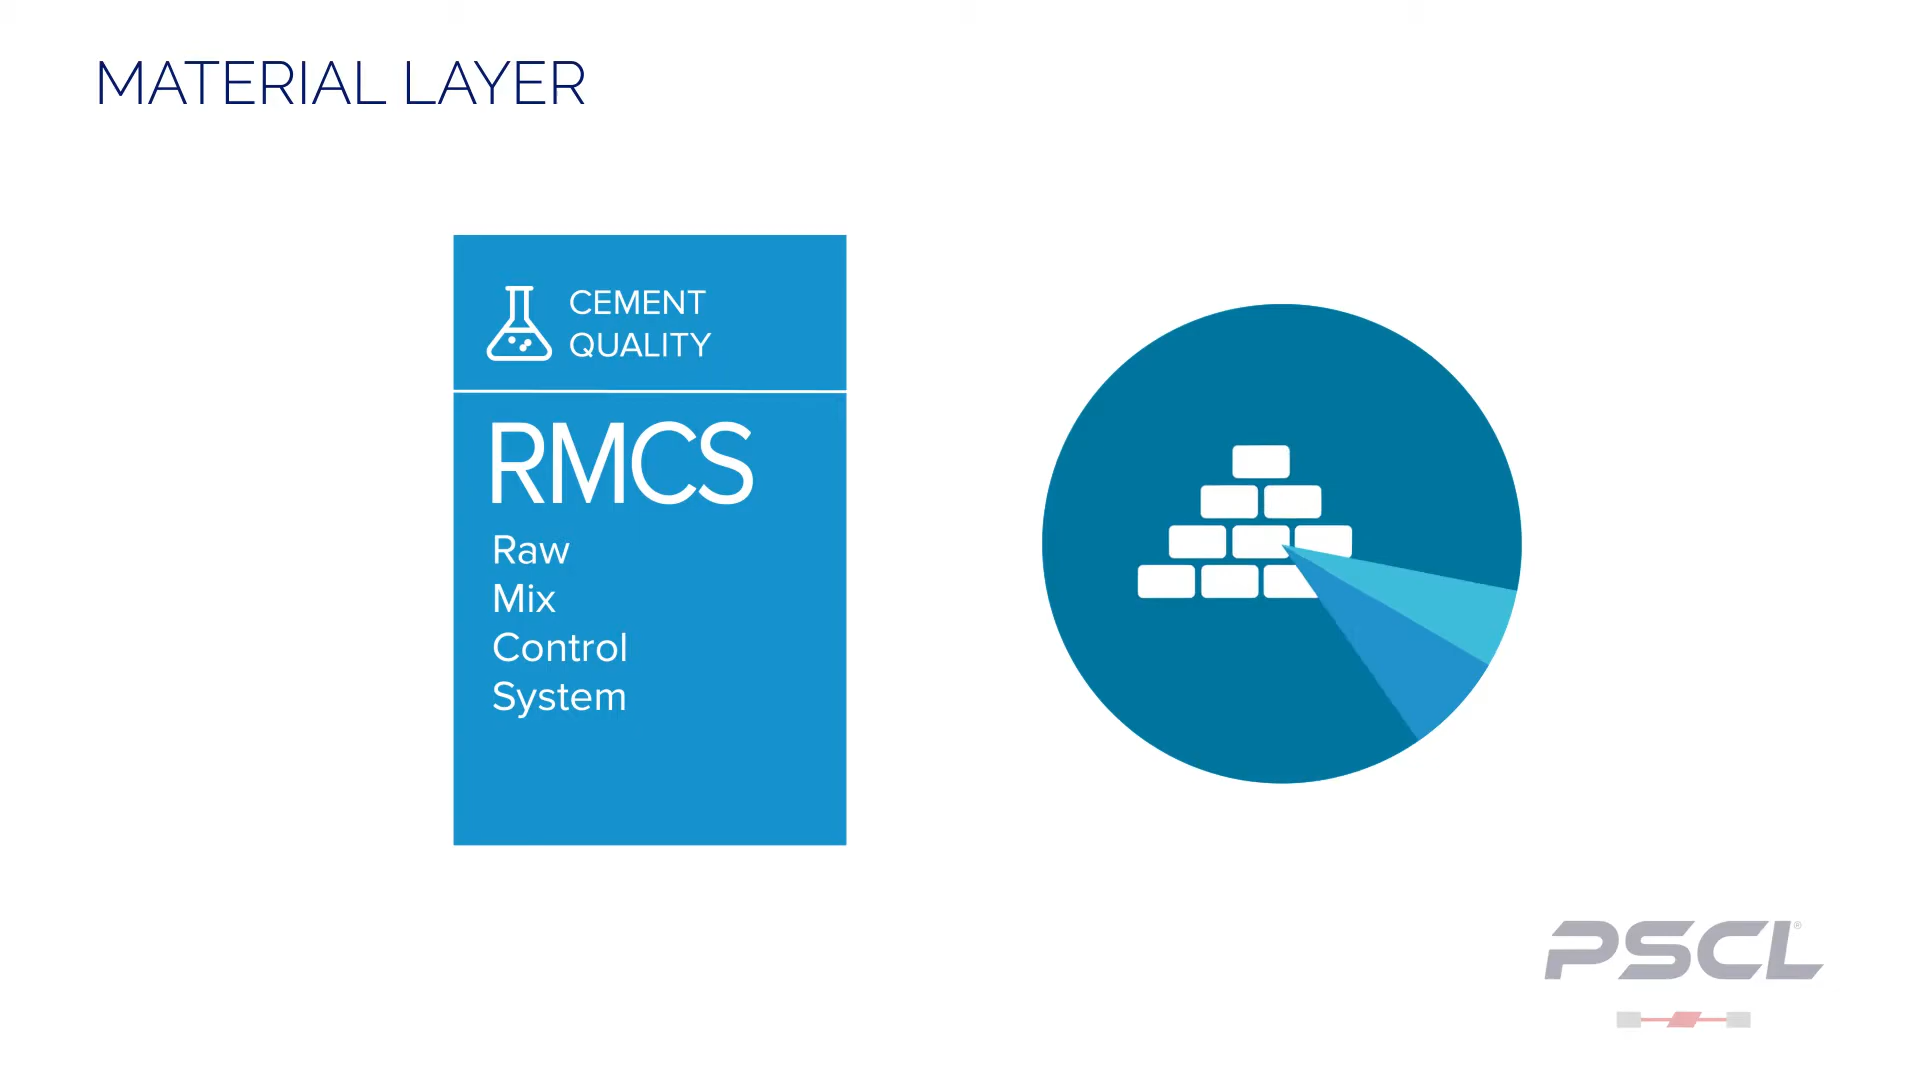 MATERIAL LAYER
CEMENT
QUALITY
RMCS
Raw
Mix
Control
System
PSCL®